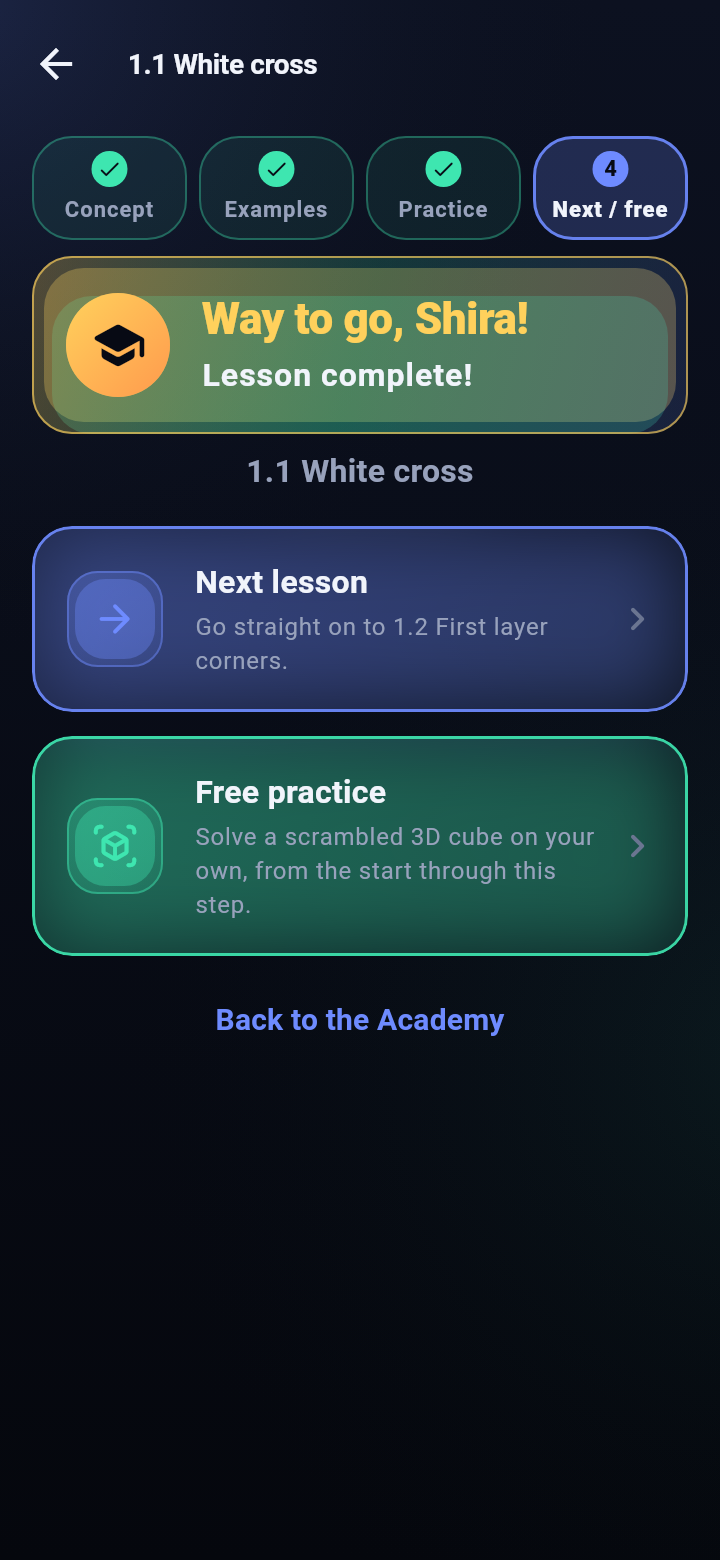 1.1 White cross
Concept
Examples
Practice
4
Next / free
Way to go, Shira!
Lesson complete!
1.1 White cross
Next lesson
Go straight on to 1.2 First layer
corners.
Free practice
Solve a scrambled 3D cube on your
own, from the start through this
step.
Back to the Academy